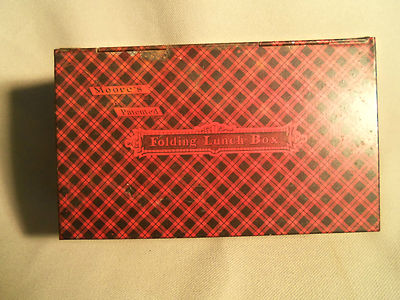 Moore's
Patented
Folding Lunch Box